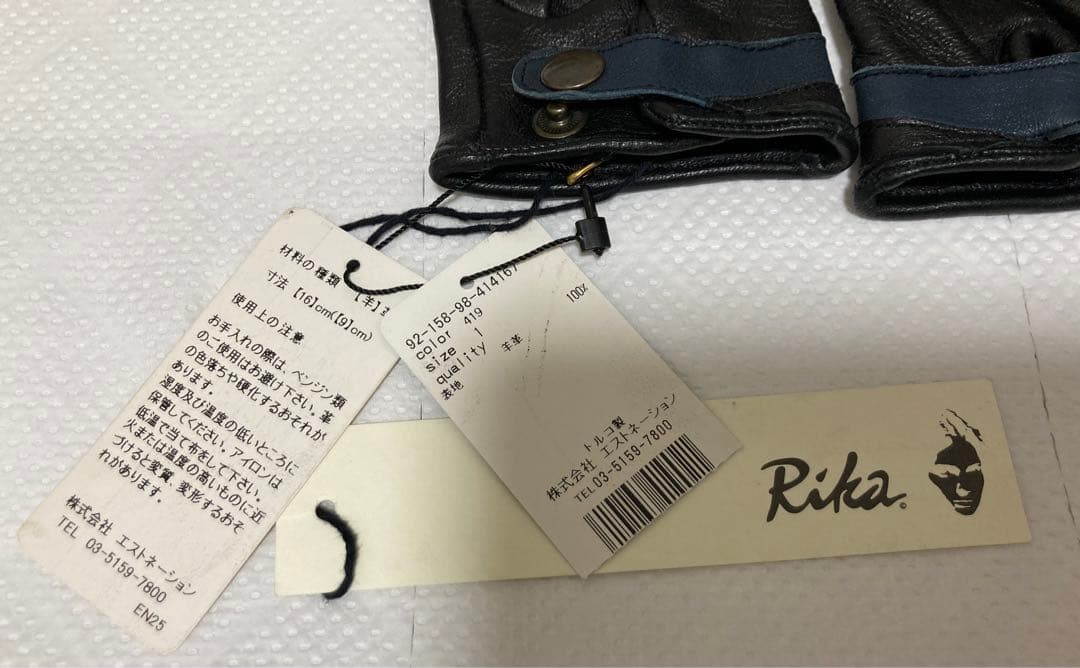 材料の種類 【羊】
寸法 【16】cm(【9】cm)
使用上の注意
お手入れの際は、ベンジン類
のご使用はお避け下さい。革
の色落ちや硬化するおそれが
あります。
湿度及び温度の低いところに
保管してください。アイロンは
低温で当て布をして下さい。
火または温度の高いものに近
づけると変質、変形するおそ
れがあります。
株式会社 エストネーション
TEL 03-5159-7800
EN25
92-158-98-414167
color 419
size 1
quality
表地 羊革 100%
トルコ製
株式会社 エストネーション
TEL 03-5159-7800
Rika